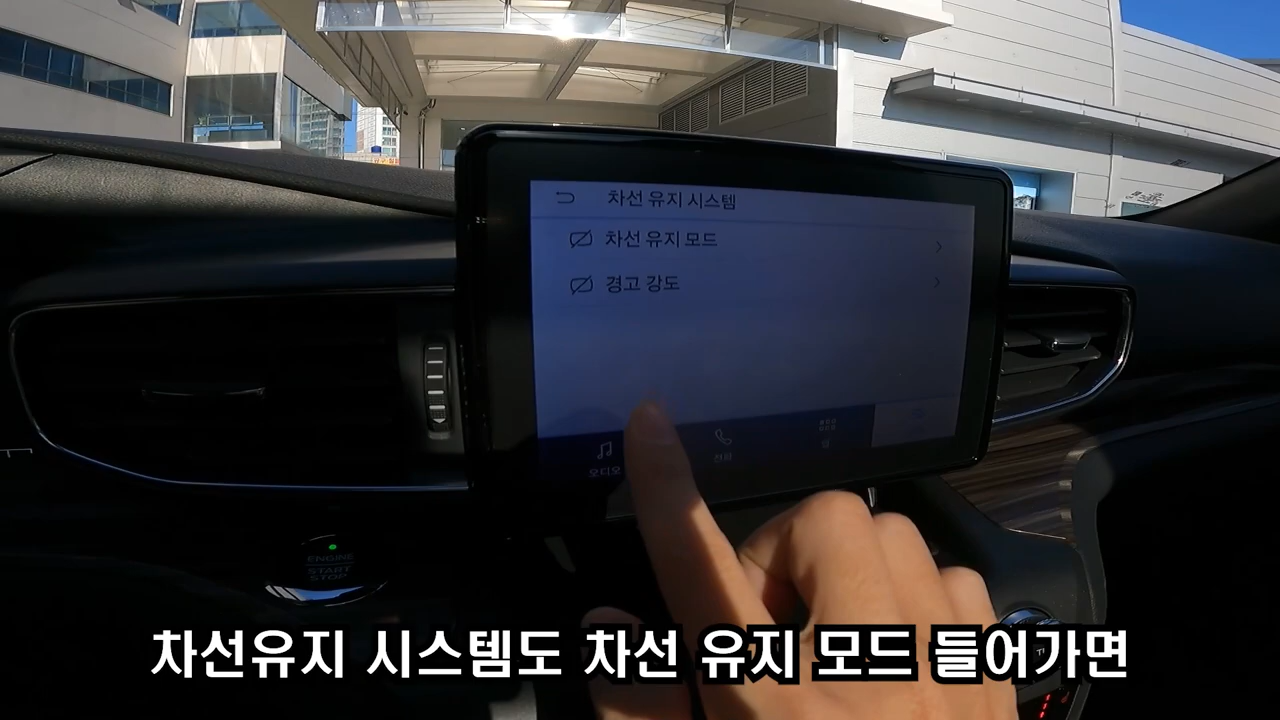 차선 유지 시스템
차선 유지 모드
경고 강도
오디오
ENGINE
START
STOP
차선유지 시스템도 차선 유지 모드 들어가면